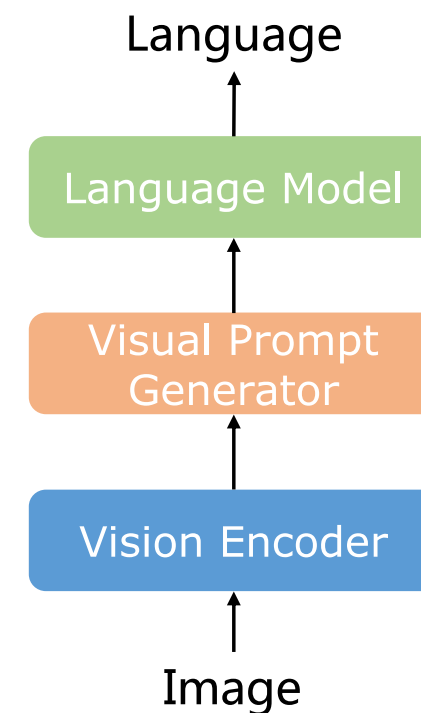 Language
Language Model
Visual Prompt
Generator
Vision Encoder
Image